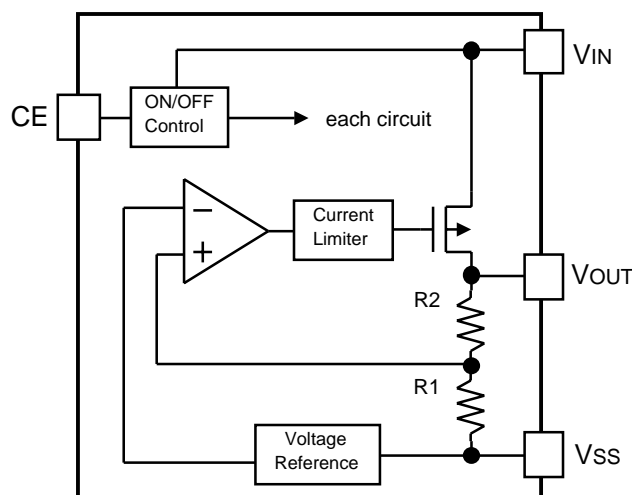 VIN
CE
ON/OFF
Control
each circuit
−
+
Current
Limiter
VOUT
R2
R1
Voltage
Reference
VSS